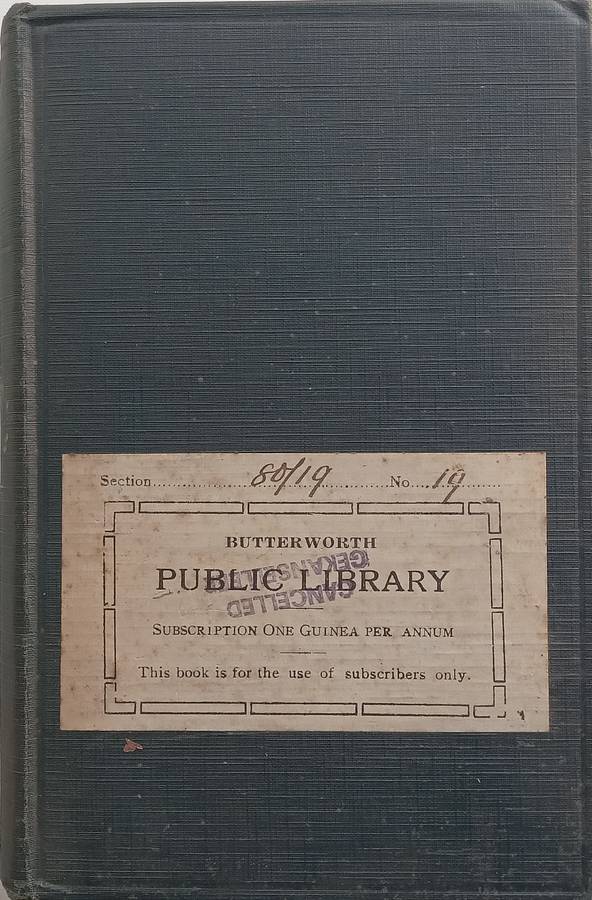 Section 80/19 No. 19
BUTTERWORTH
PUBLIC LIBRARY
GEKANSELLEER
CANCELLED
SUBSCRIPTION ONE GUINEA PER ANNUM
This book is for the use of subscribers only.